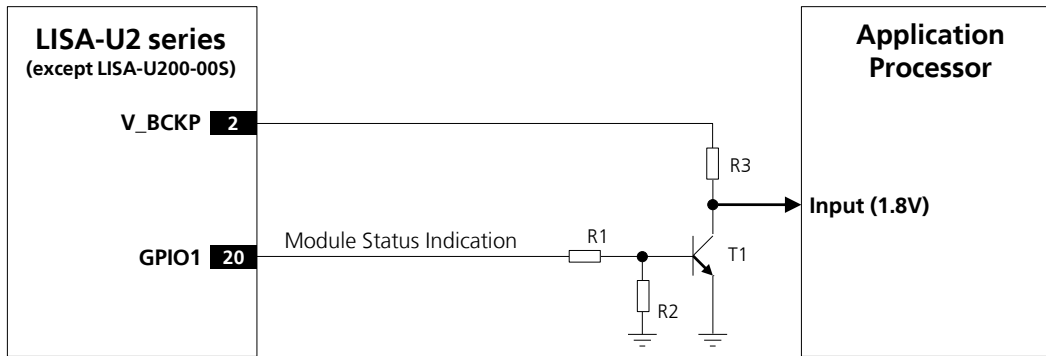 LISA-U2 series
(except LISA-U200-00S)
Application
Processor
V_BCKP 2
R3
Input (1.8V)
GPIO1 20
Module Status Indication
R1
T1
R2